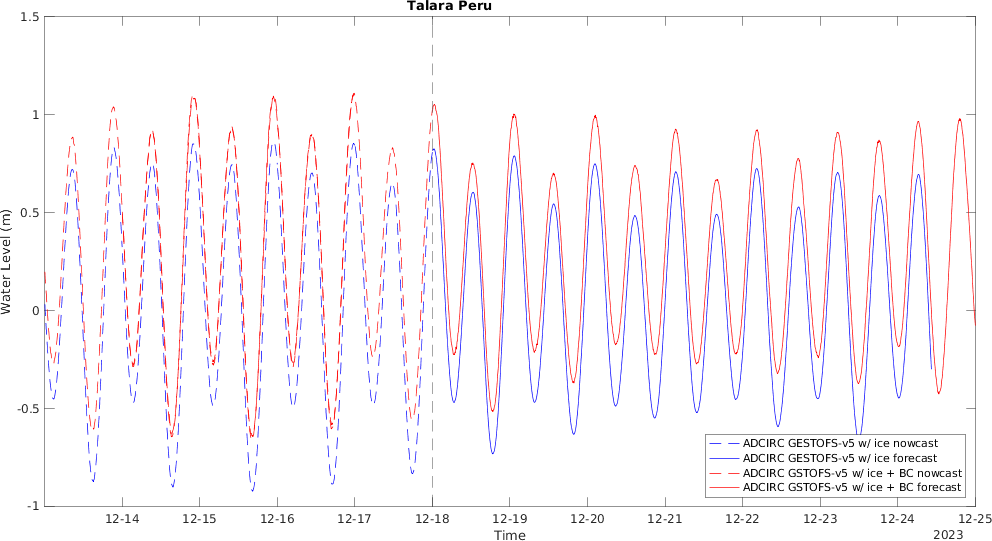 Talara Peru
1.5
1
0.5
0
-0.5
-1
Water Level (m)
12-14
12-15
12-16
12-17
12-18
12-19
12-20
12-21
12-22
12-23
12-24
12-25
Time
2023
ADCIRC GESTOFS-v5 w/ ice nowcast
ADCIRC GESTOFS-v5 w/ ice forecast
ADCIRC GSTOFS-v5 w/ ice + BC nowcast
ADCIRC GSTOFS-v5 w/ ice + BC forecast